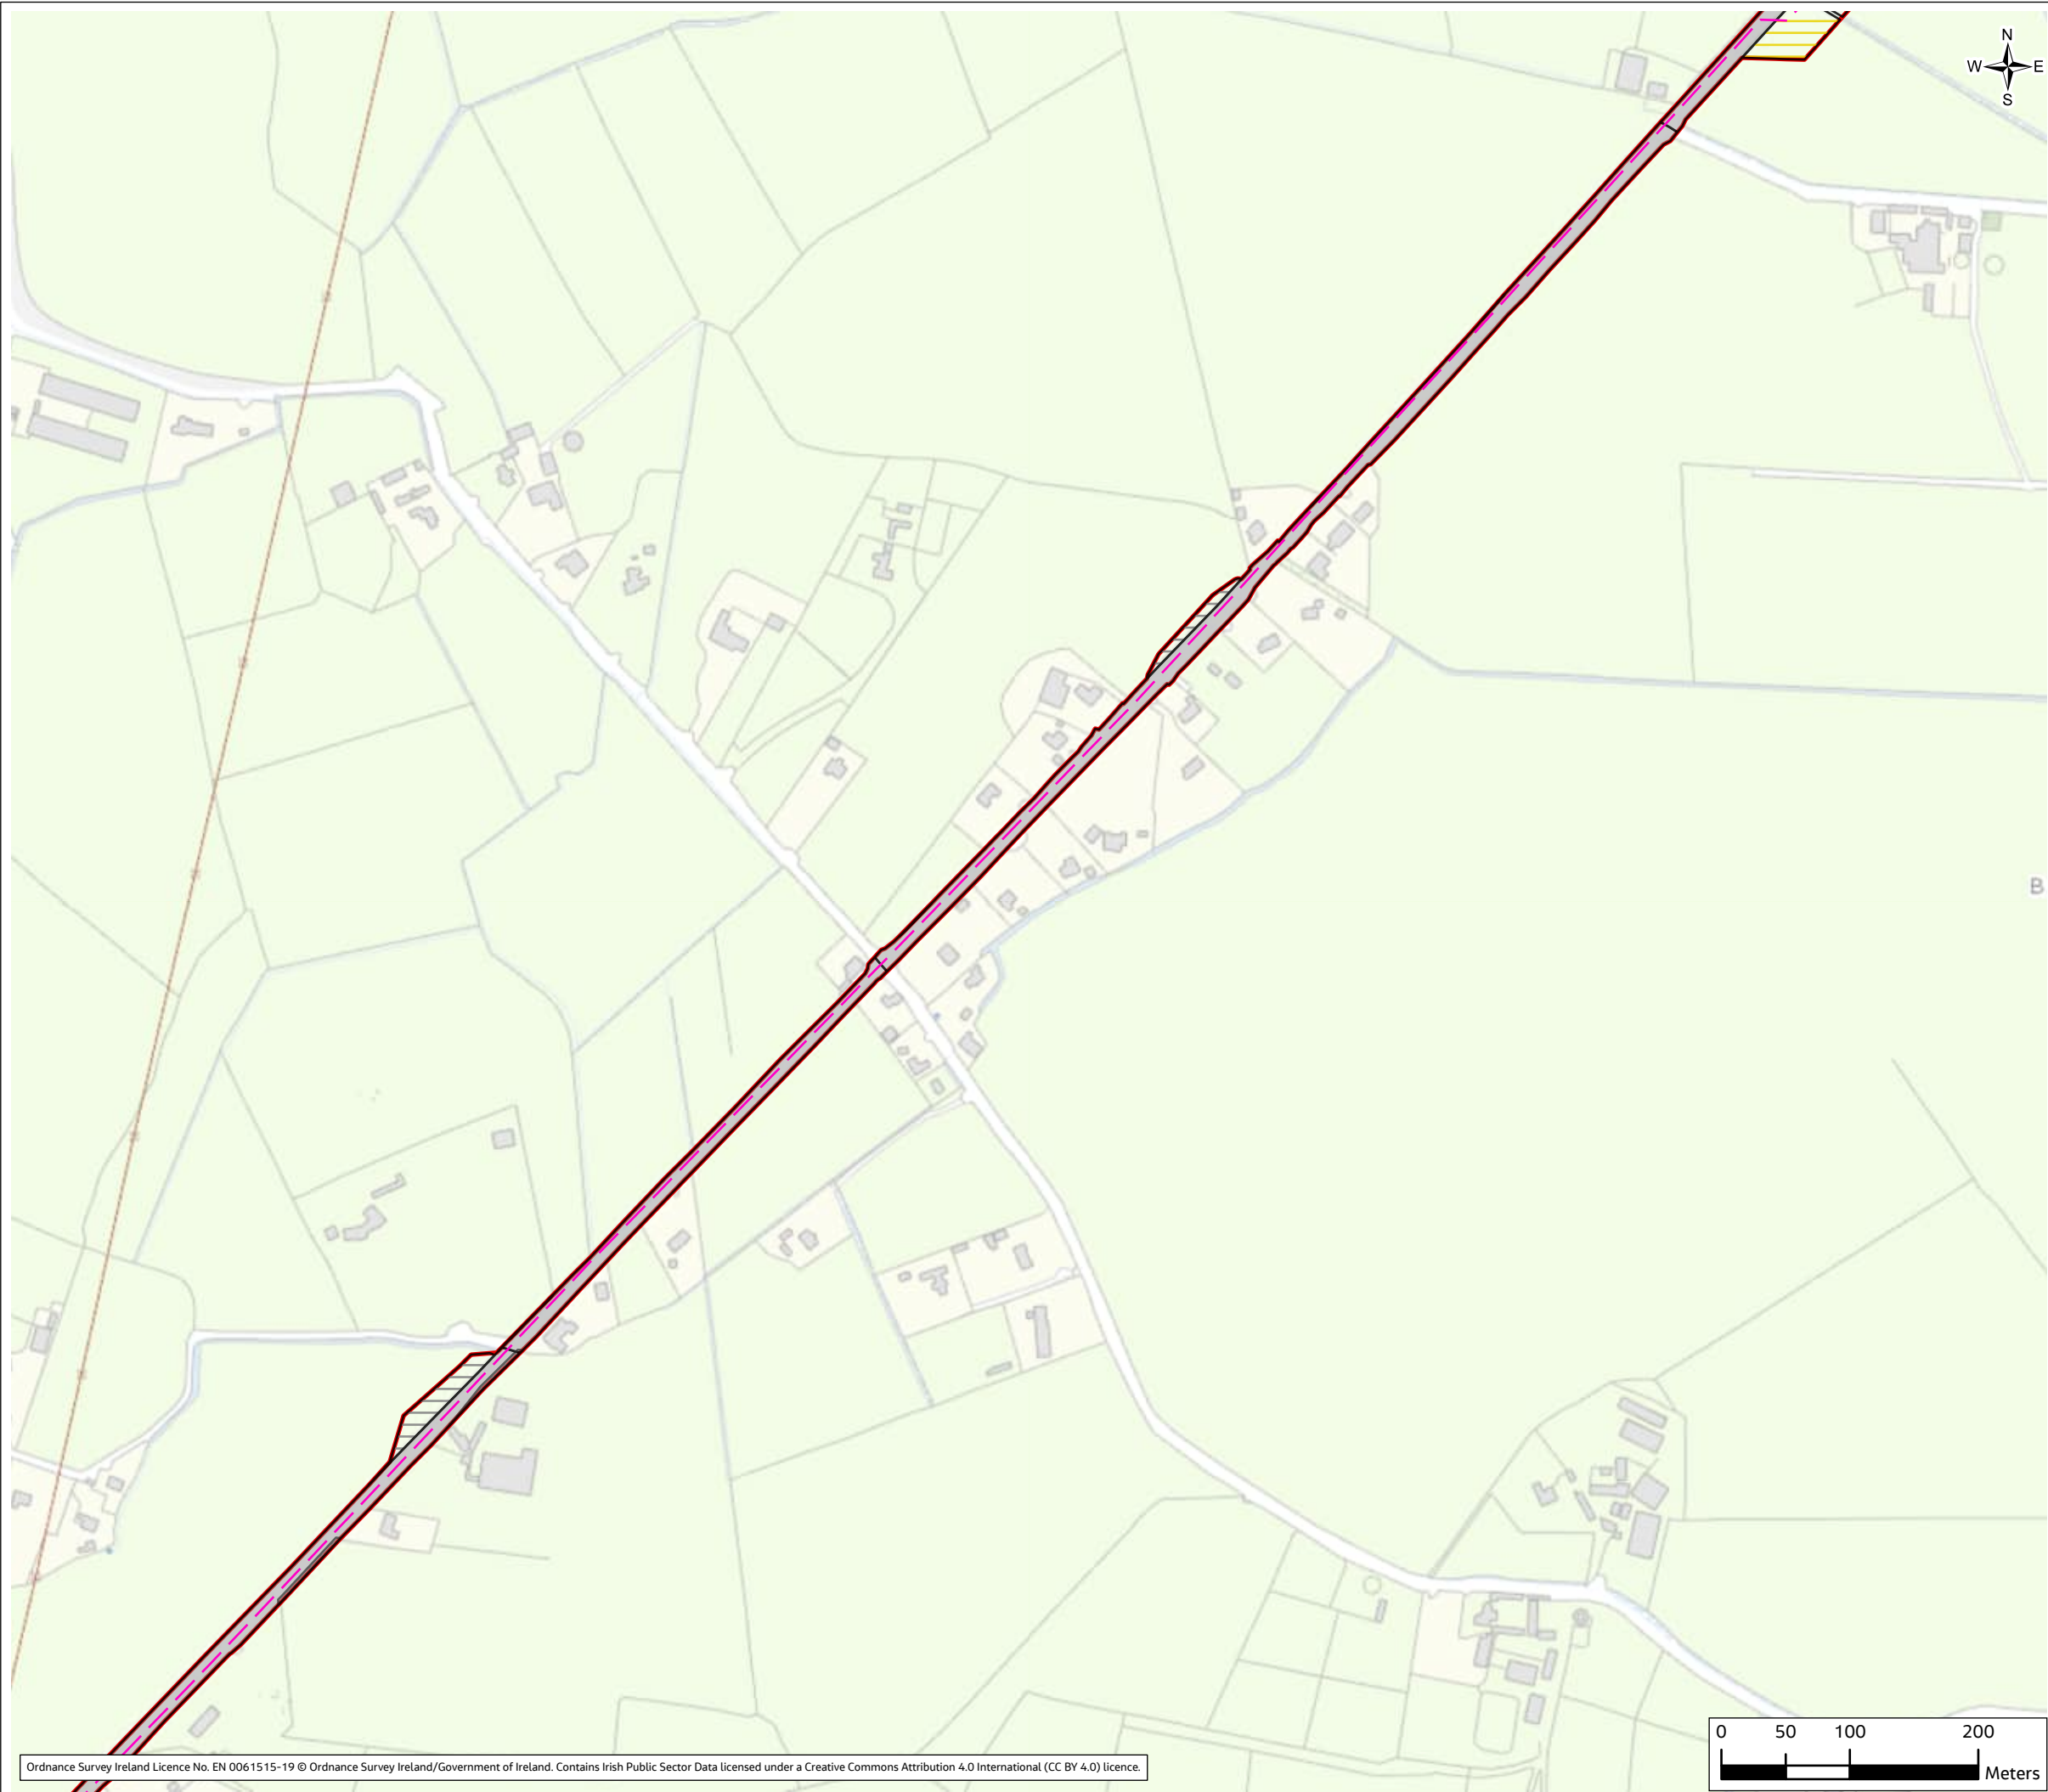 N
W E
S
B
0 50 100 200
Meters
Ordnance Survey Ireland Licence No. EN 0061515-19 © Ordnance Survey Ireland/Government of Ireland. Contains Irish Public Sector Data licensed under a Creative Commons Attribution 4.0 International (CC BY 4.0) licence.